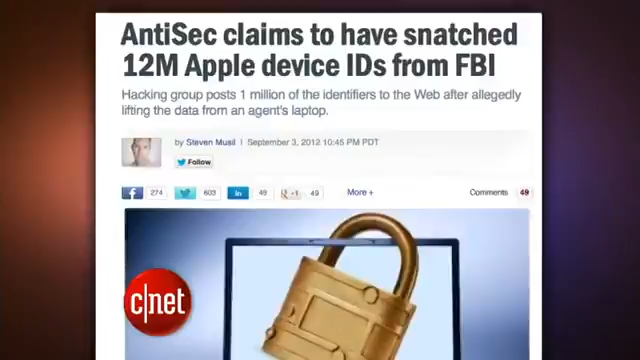 AntiSec claims to have snatched
12M Apple device IDs from FBI
Hacking group posts 1 million of the identifiers to the Web after allegedly
lifting the data from an agent's laptop.
by Steven Musil | September 3, 2012 10:45 PM PDT
Follow
f 274 603 in 49 g +1 49 More + Comments 49
c|net